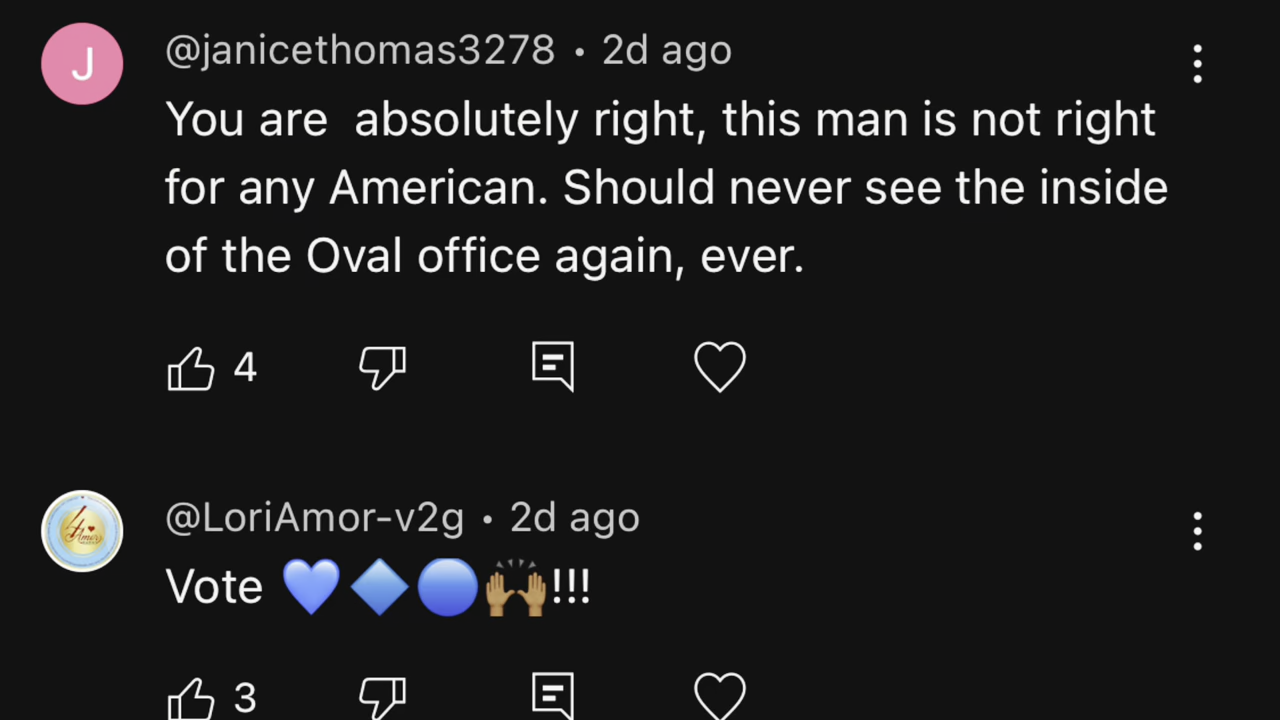 J
@janicethomas3278 • 2d ago
You are  absolutely right, this man is not right
for any American. Should never see the inside
of the Oval office again, ever.
4
@LoriAmor-v2g • 2d ago
Vote 💙🔷🔵🙌🏽!!!
3